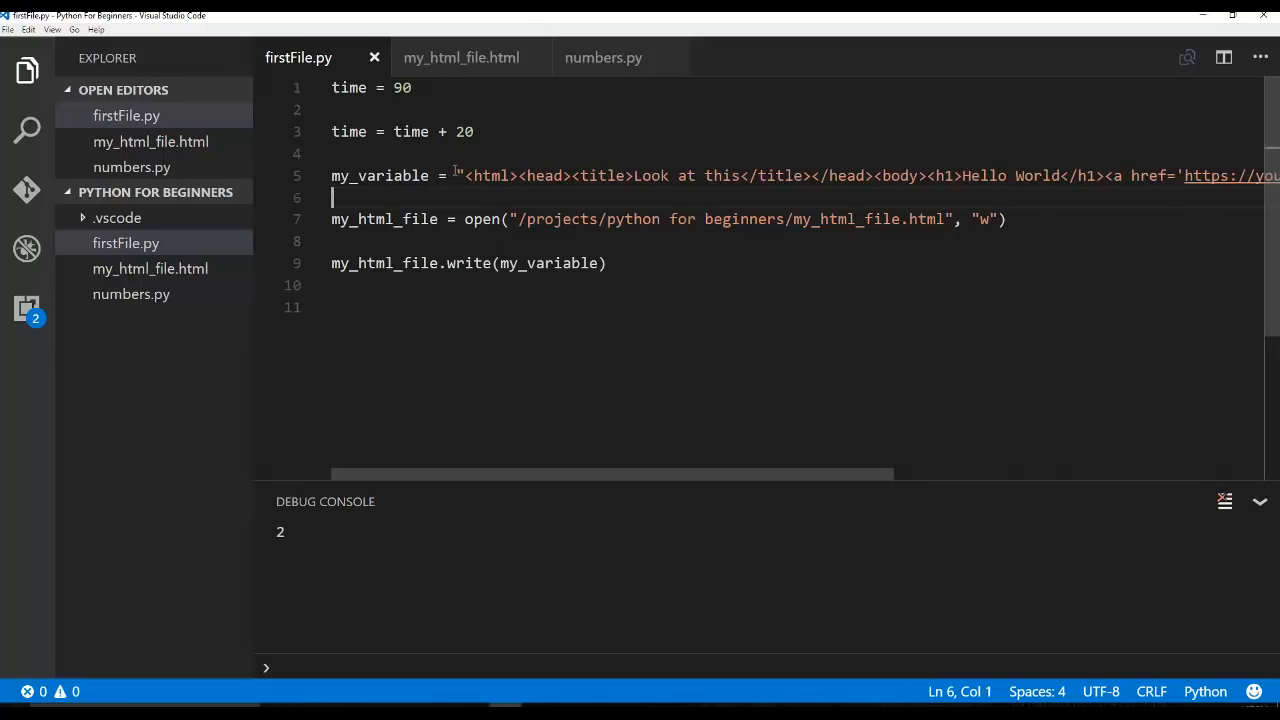 firstFile.py - Python For Beginners - Visual Studio Code
File Edit View Go Help
EXPLORER
firstFile.py my_html_file.html numbers.py
OPEN EDITORS
firstFile.py
my_html_file.html
numbers.py
PYTHON FOR BEGINNERS
.vscode
firstFile.py
my_html_file.html
numbers.py
2
1 time = 90
2
3 time = time + 20
4
5 my_variable = "<html><head><title>Look at this</title></head><body><h1>Hello World</h1><a href='https://you
6
7 my_html_file = open("/projects/python for beginners/my_html_file.html", "w")
8
9 my_html_file.write(my_variable)
10
11
DEBUG CONSOLE
2
0 0 Ln 6, Col 1 Spaces: 4 UTF-8 CRLF Python